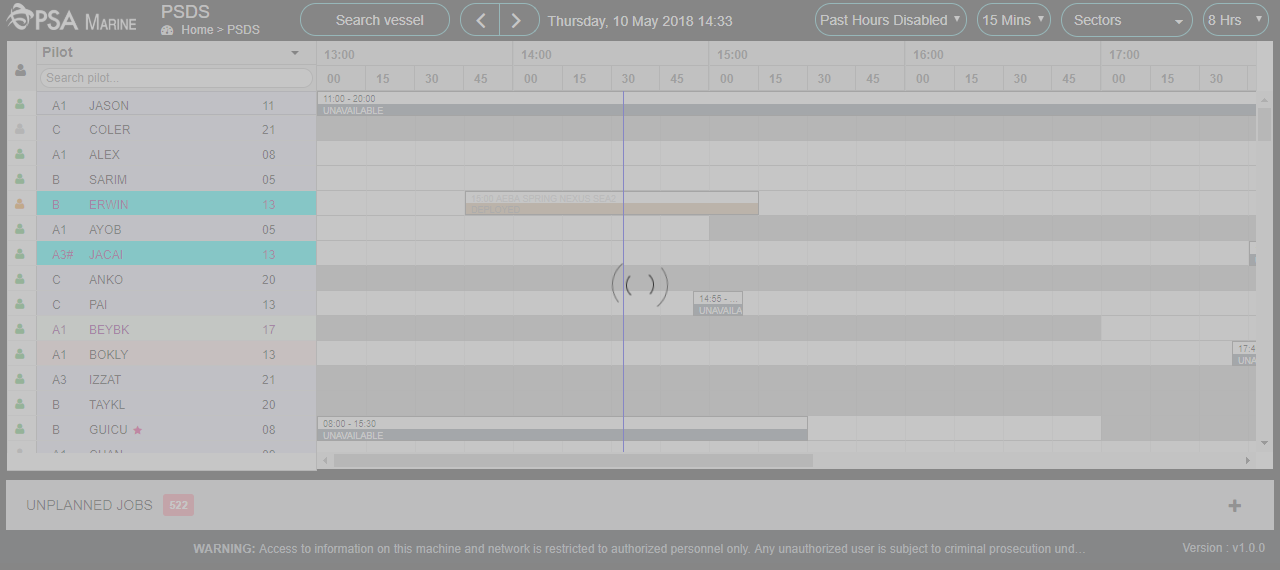 PSA MARINE
PSDS
Home > PSDS
Search vessel
Thursday, 10 May 2018 14:33
Past Hours Disabled
15 Mins
Sectors
8 Hrs
Pilot
Search pilot...
13:00 14:00 15:00 16:00 17:00
00 15 30 45 00 15 30 45 00 15 30 45 00 15 30 45 00 15 30
A1 JASON 11
11:00 - 20:00
UNAVAILABLE
C COLER 21
A1 ALEX 08
B SARIM 05
B ERWIN 13
A1 AYOB 05
A3# JACAI 13
C ANKO 20
C PAI 13
14:55 - ...
UNAVAILA
A1 BEYBK 17
A1 BOKLY 13
17:4
UNA
A3 IZZAT 21
B TAYKL 20
B GUICU 08
08:00 - 15:30
UNAVAILABLE
UNPLANNED JOBS 522
WARNING: Access to information on this machine and network is restricted to authorized personnel only. Any unauthorized user is subject to criminal prosecution und...
Version : v1.0.0